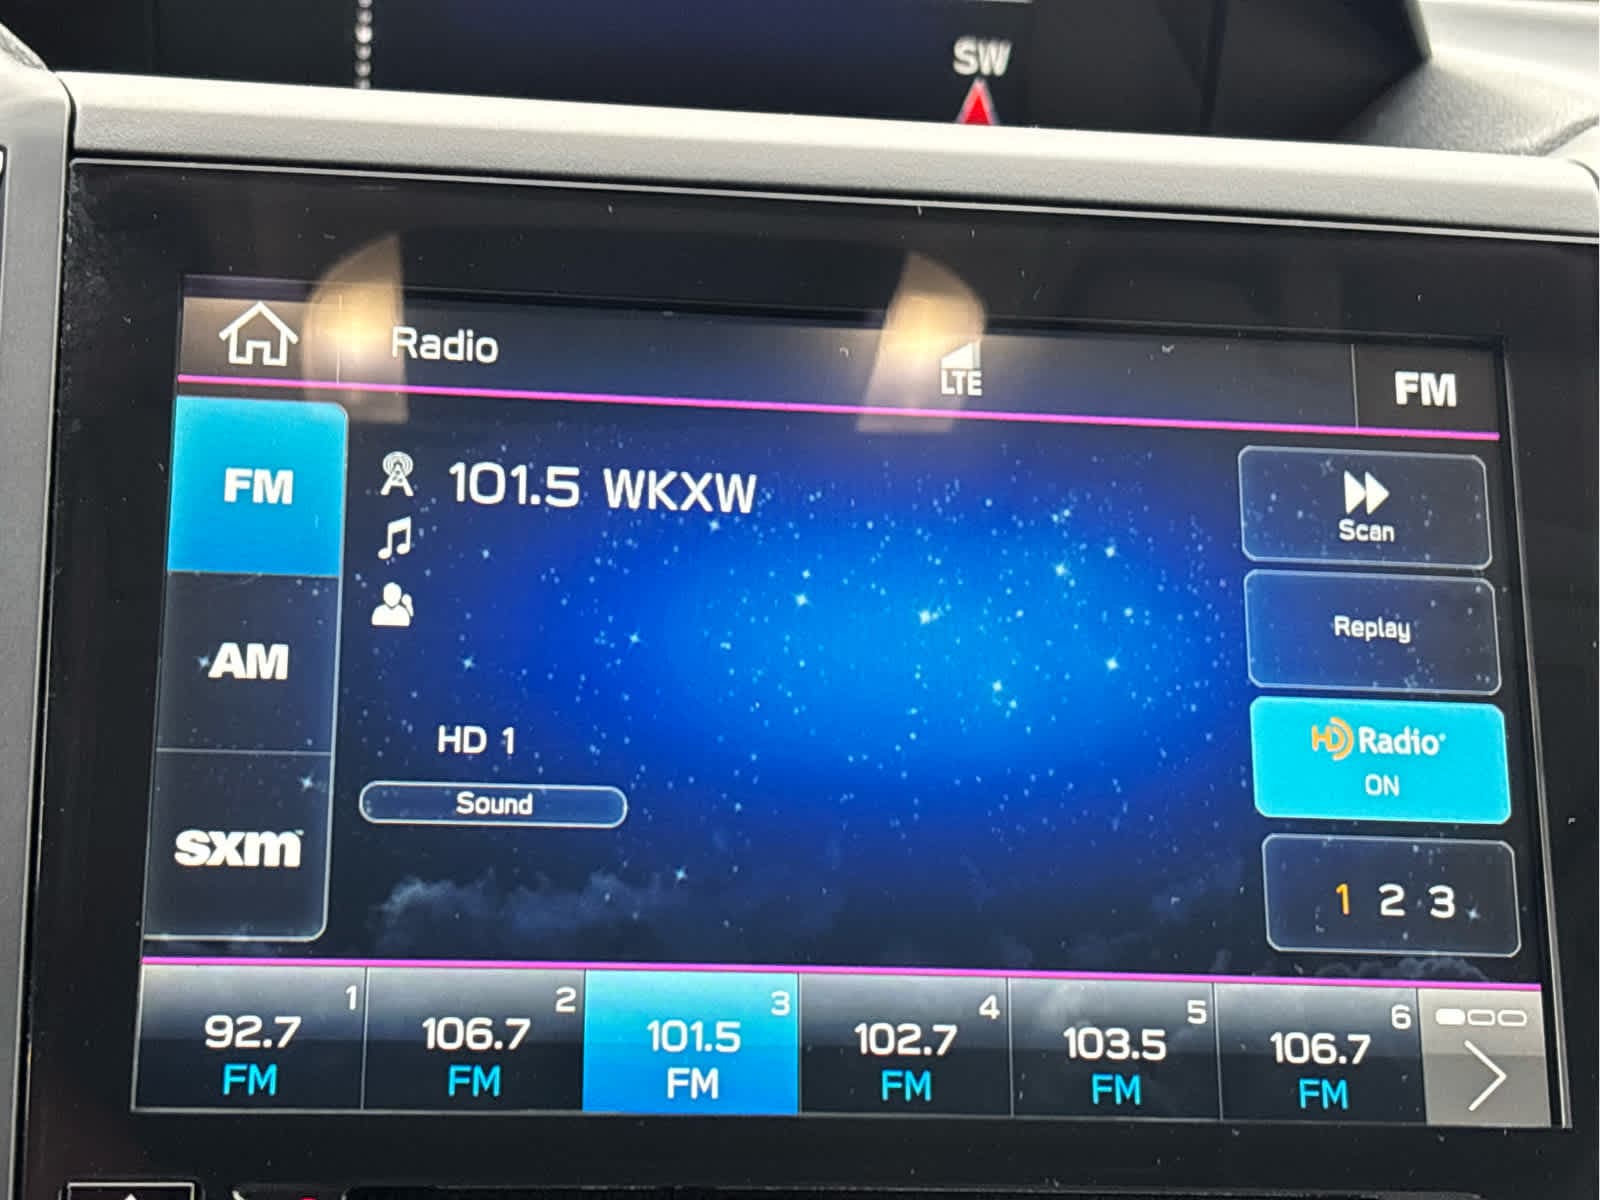 SW
Radio
LTE
FM
FM
101.5 WKXW
Scan
AM
Replay
HD 1
HD Radio
ON
Sound
sxm
1 2 3
1
92.7
FM
2
106.7
FM
3
101.5
FM
4
102.7
FM
5
103.5
FM
6
106.7
FM